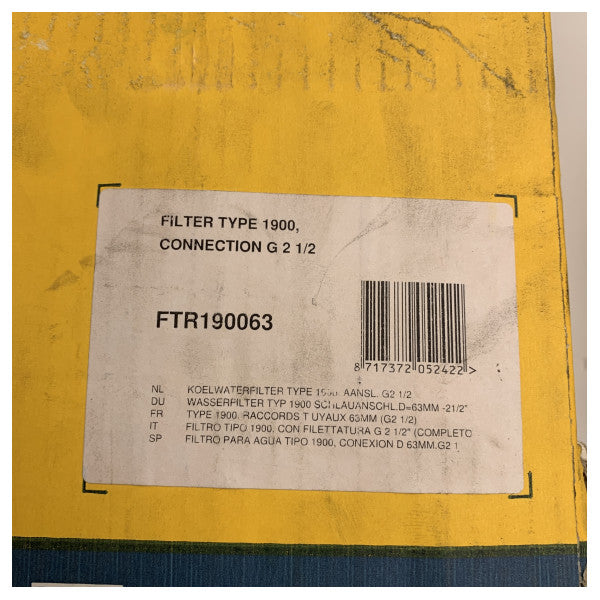 FILTER TYPE 1900,
CONNECTION G 2 1/2
FTR190063
8 717372 052422 >
NL KOELWATERFILTER TYPE 1900. AANSL. G2 1/2
DU WASSERFILTER TYP 1900 SCHLAUANSCHL.D=63MM -21/2"
FR TYPE 1900. RACCORDS T UYAUX 63MM (G2 1/2)
IT FILTRO TIPO 1900, CON FILETTATURA G 2 1/2" (COMPLETO
SP FILTRO PARA AGUA TIPO 1900, CONEXION D 63MM.G2 1